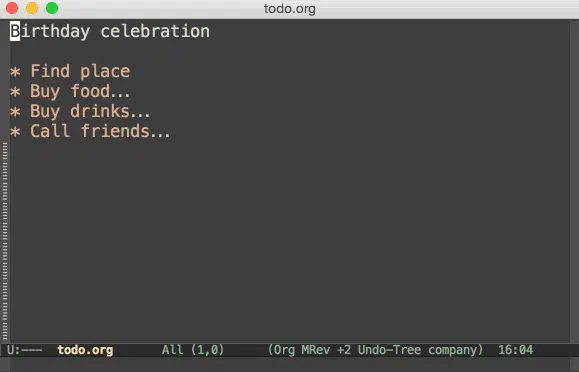 todo.org
Birthday celebration
* Find place
* Buy food...
* Buy drinks...
* Call friends...
U:--- todo.org All (1,0) (Org MRev +2 Undo-Tree company) 16:04